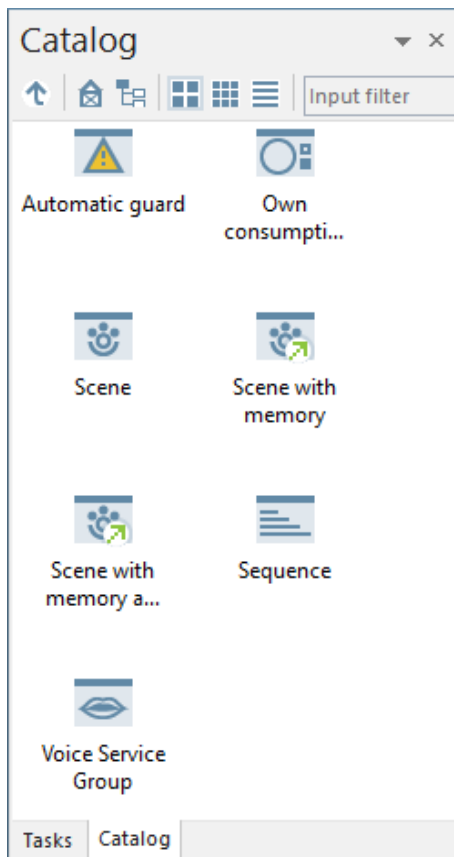 Catalog
Input filter
Automatic guard
Own
consumpti...
Scene
Scene with
memory
Scene with
memory a...
Sequence
Voice Service
Group
Tasks
Catalog